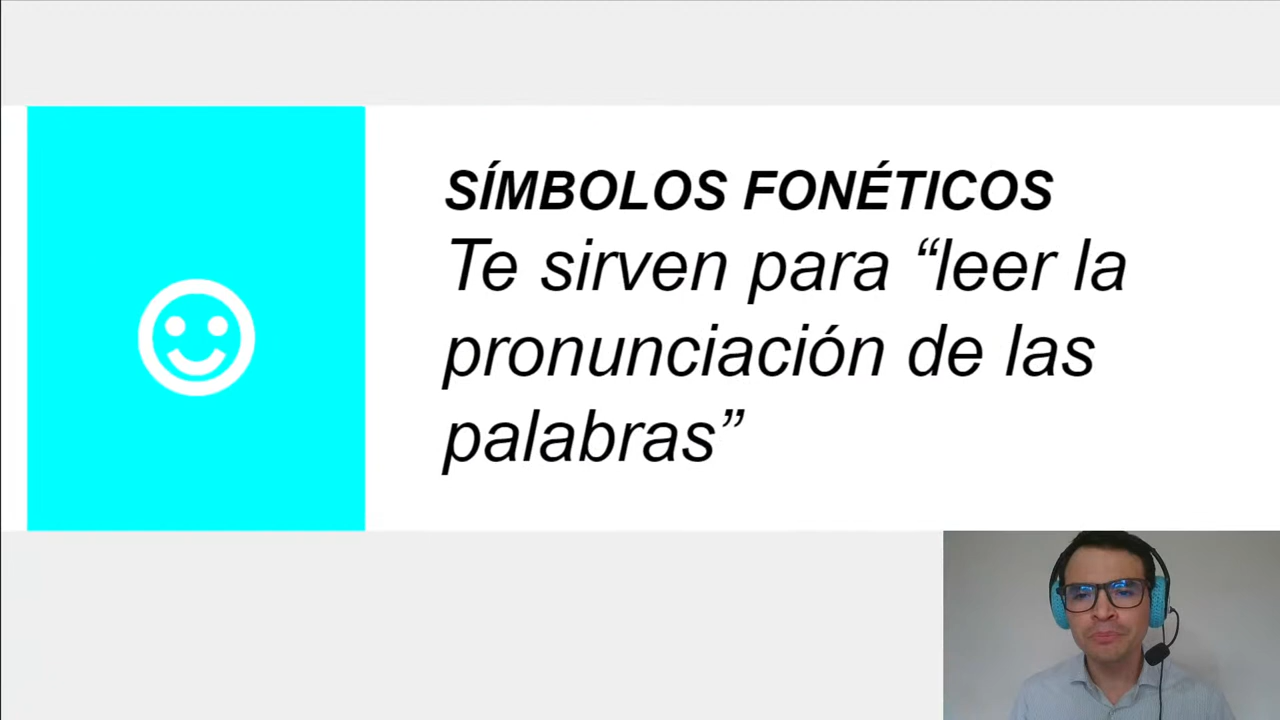 SÍMBOLOS FONÉTICOS
Te sirven para “leer la
pronunciación de las
palabras”